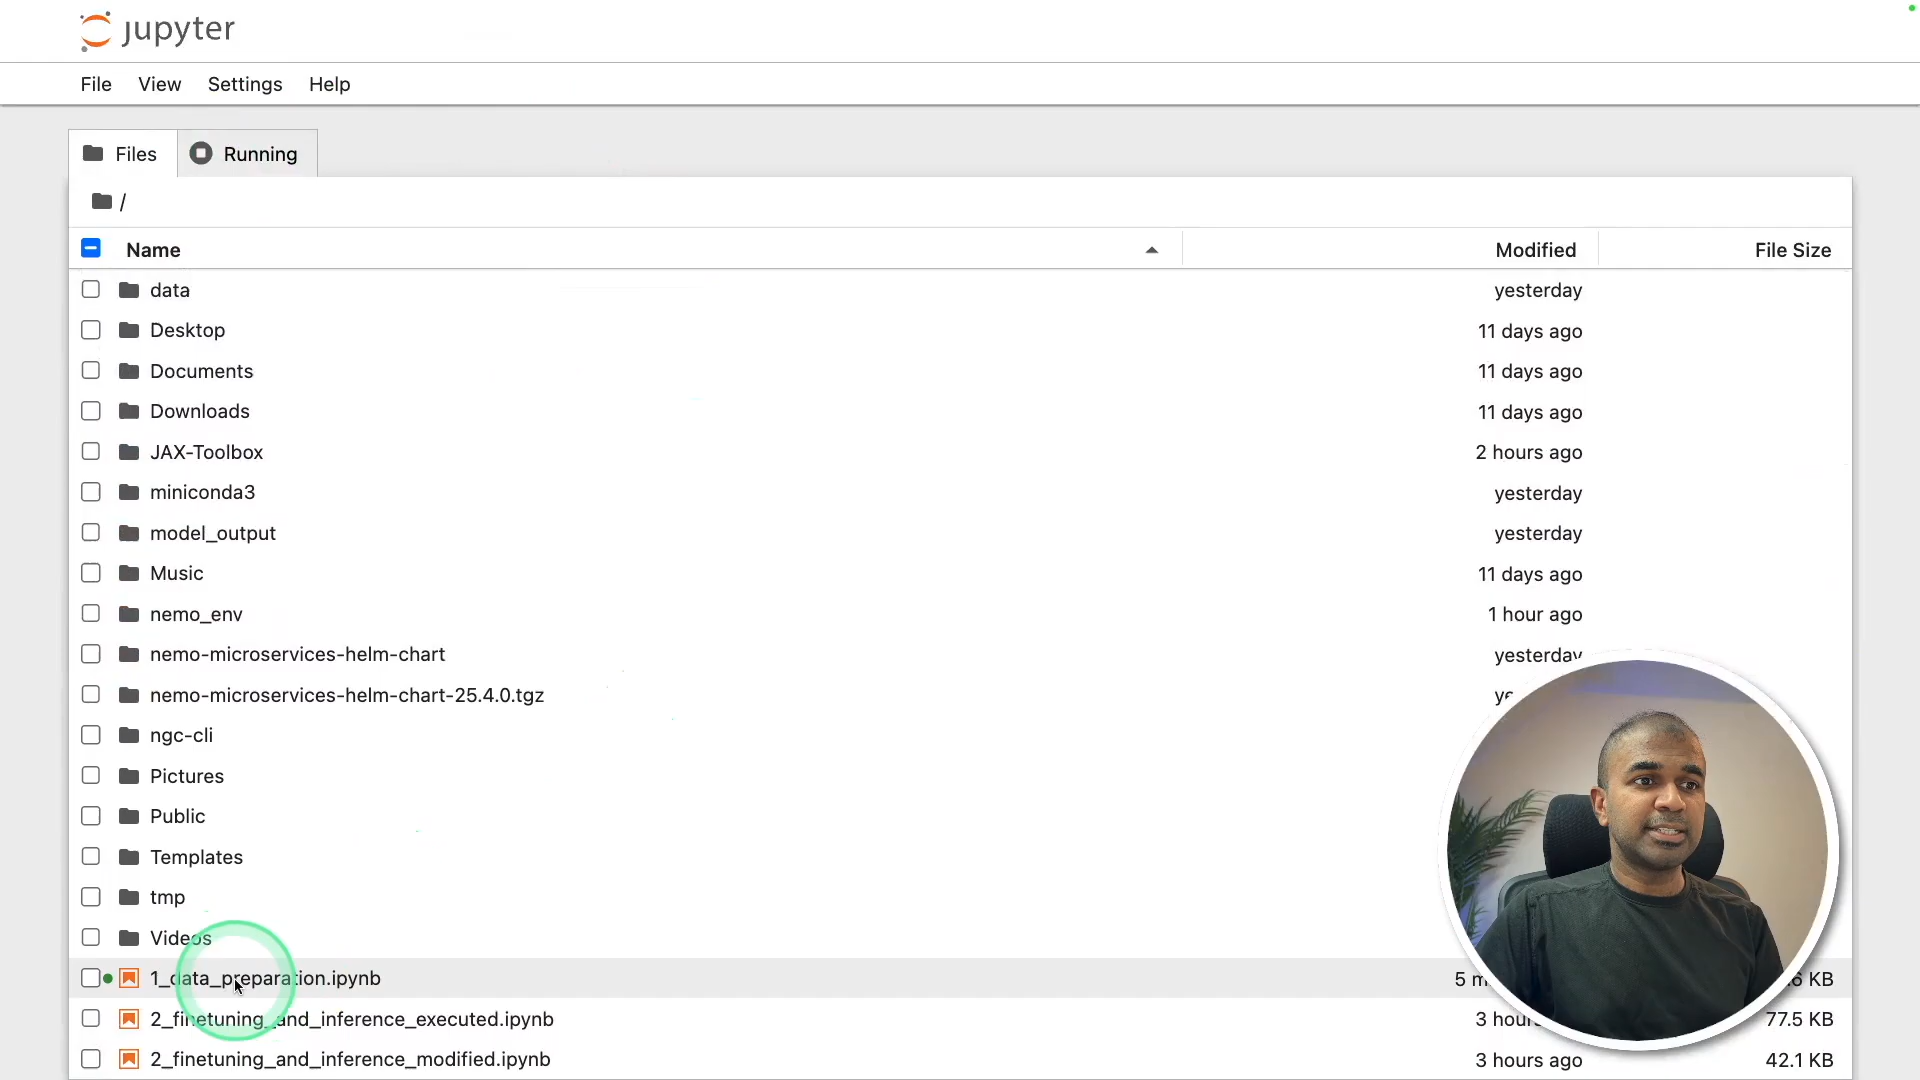 jupyter
File View Settings Help
Files Running
/
Name Modified File Size
data yesterday
Desktop 11 days ago
Documents 11 days ago
Downloads 11 days ago
JAX-Toolbox 2 hours ago
miniconda3 yesterday
model_output yesterday
Music 11 days ago
nemo_env 1 hour ago
nemo-microservices-helm-chart yesterday
nemo-microservices-helm-chart-25.4.0.tgz
ngc-cli
Pictures
Public
Templates
tmp
Videos
1_data_preparation.ipynb 5 KB
2_finetuning_and_inference_executed.ipynb 3 77.5 KB
2_finetuning_and_inference_modified.ipynb 3 hours ago 42.1 KB